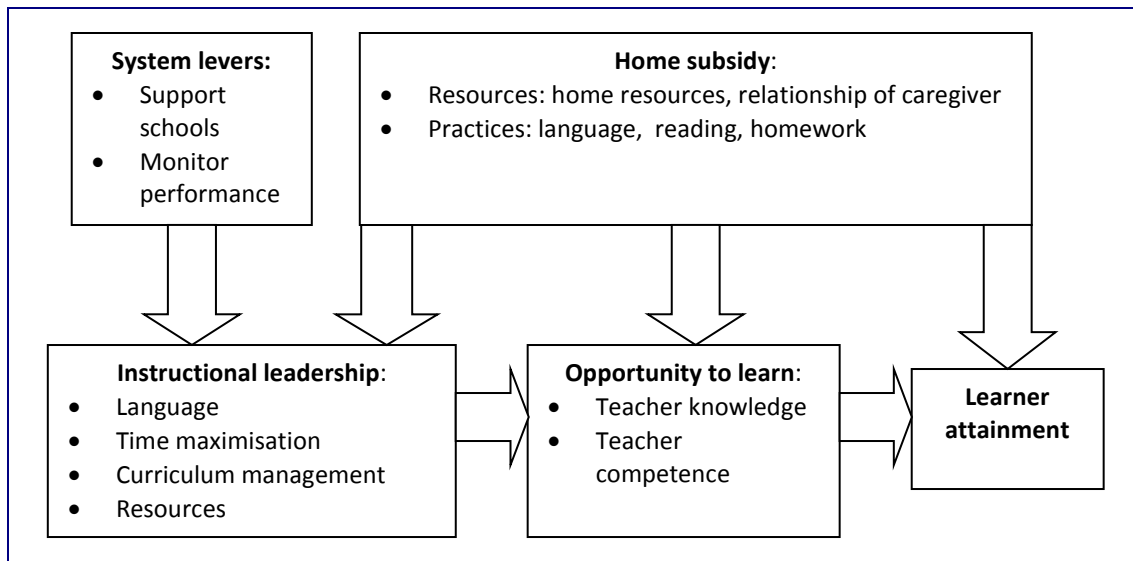 System levers:
• Support
schools
• Monitor
performance
Home subsidy:
• Resources: home resources, relationship of caregiver
• Practices: language, reading, homework
Instructional leadership:
• Language
• Time maximisation
• Curriculum management
• Resources
Opportunity to learn:
• Teacher knowledge
• Teacher
competence
Learner
attainment